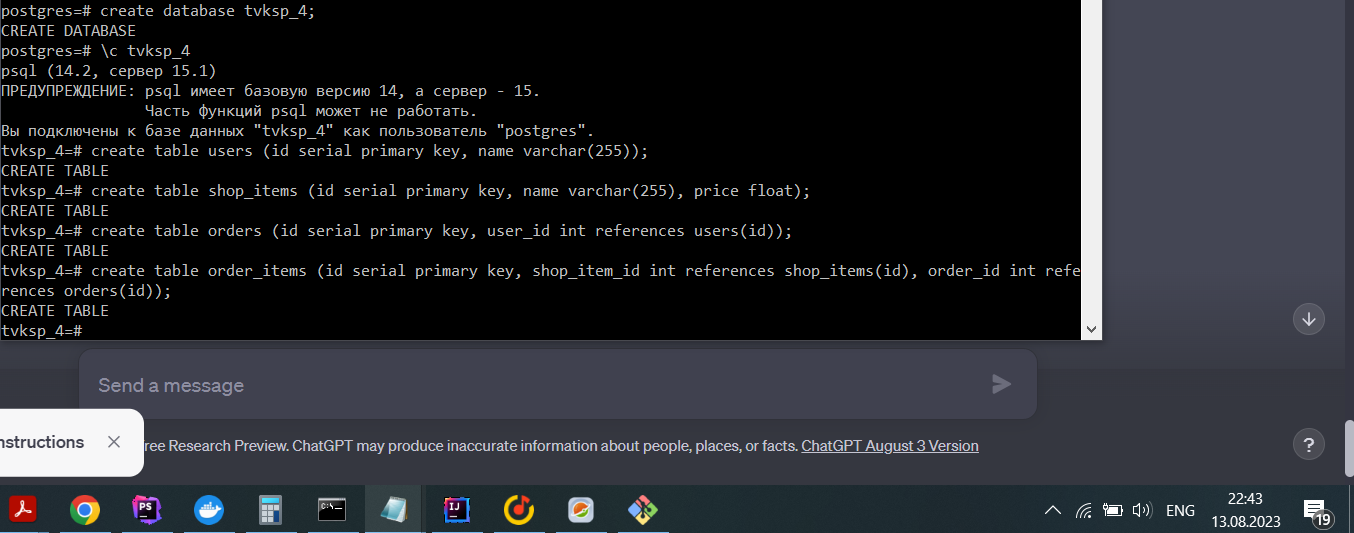 postgres=# create database tvksp_4;
CREATE DATABASE
postgres=# \c tvksp_4
psql (14.2, сервер 15.1)
ПРЕДУПРЕЖДЕНИЕ: psql имеет базовую версию 14, а сервер - 15.
Часть функций psql может не работать.
Вы подключены к базе данных "tvksp_4" как пользователь "postgres".
tvksp_4=# create table users (id serial primary key, name varchar(255));
CREATE TABLE
tvksp_4=# create table shop_items (id serial primary key, name varchar(255), price float);
CREATE TABLE
tvksp_4=# create table orders (id serial primary key, user_id int references users(id));
CREATE TABLE
tvksp_4=# create table order_items (id serial primary key, shop_item_id int references shop_items(id), order_id int refe
rences orders(id));
CREATE TABLE
tvksp_4=#
Send a message
nstructions
ree Research Preview. ChatGPT may produce inaccurate information about people, places, or facts. ChatGPT August 3 Version
?
PS
C:\
IJ
ENG
22:43
13.08.2023
19